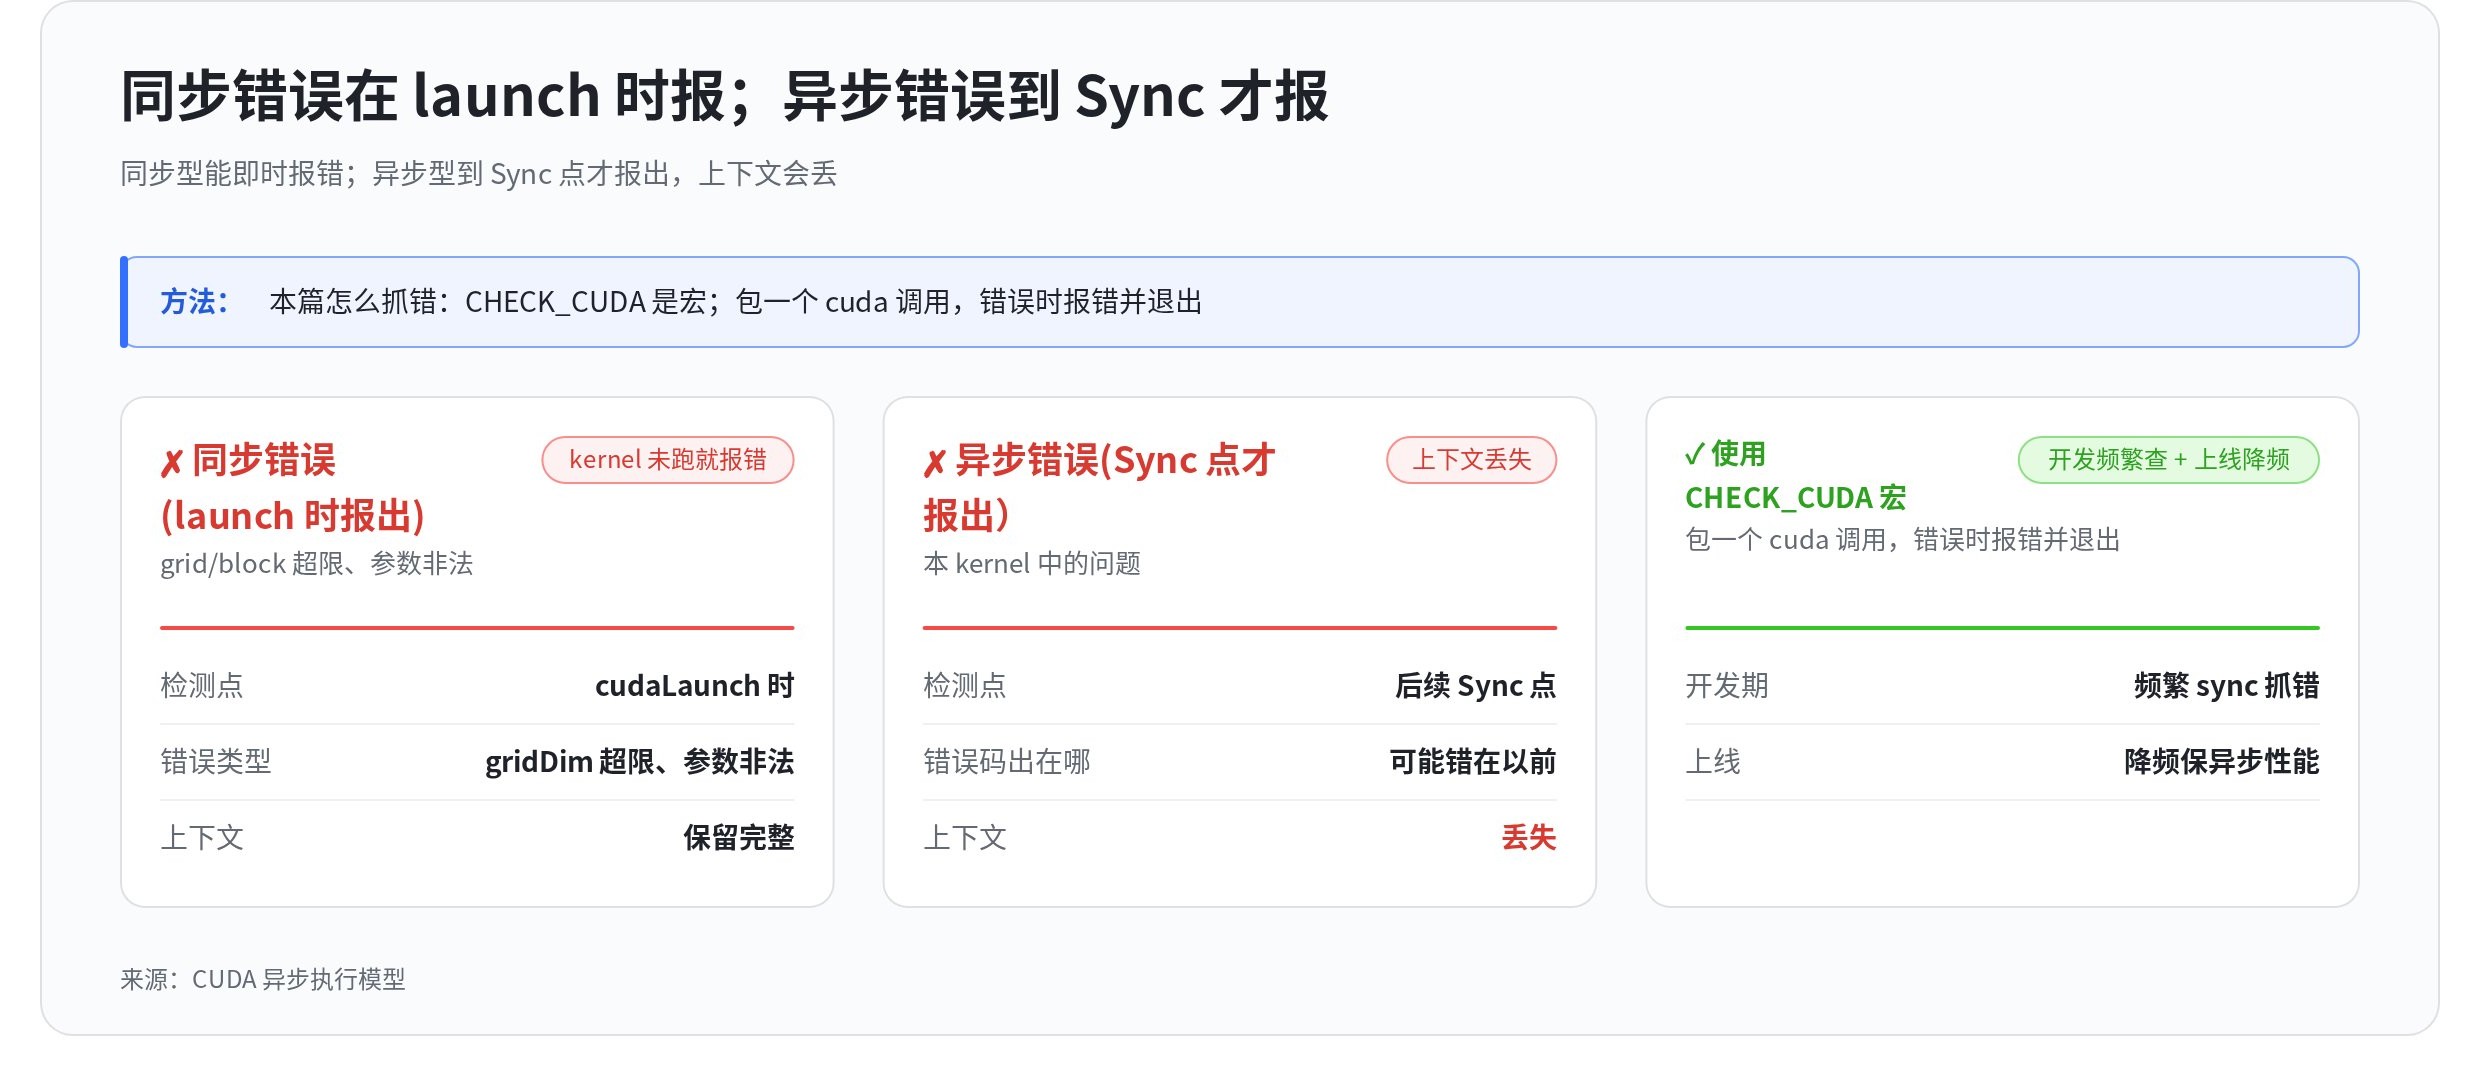 同步错误在 launch 时报；异步错误到 Sync 才报
同步型能即时报错；异步型到 Sync 点才报出，上下文会丢
方法： 本篇怎么抓错：CHECK_CUDA 是宏；包一个 cuda 调用，错误时报错并退出
✗ 同步错误
(launch 时报出)
kernel 未跑就报错
grid/block 超限、参数非法
检测点 cudaLaunch 时
错误类型 gridDim 超限、参数非法
上下文 保留完整
✗ 异步错误(Sync 点才
报出）
上下文丢失
本 kernel 中的问题
检测点 后续 Sync 点
错误码出在哪 可能错在以前
上下文 丢失
✓ 使用
CHECK_CUDA 宏
开发频繁查 + 上线降频
包一个 cuda 调用，错误时报错并退出
开发期 频繁 sync 抓错
上线 降频保异步性能
来源：CUDA 异步执行模型